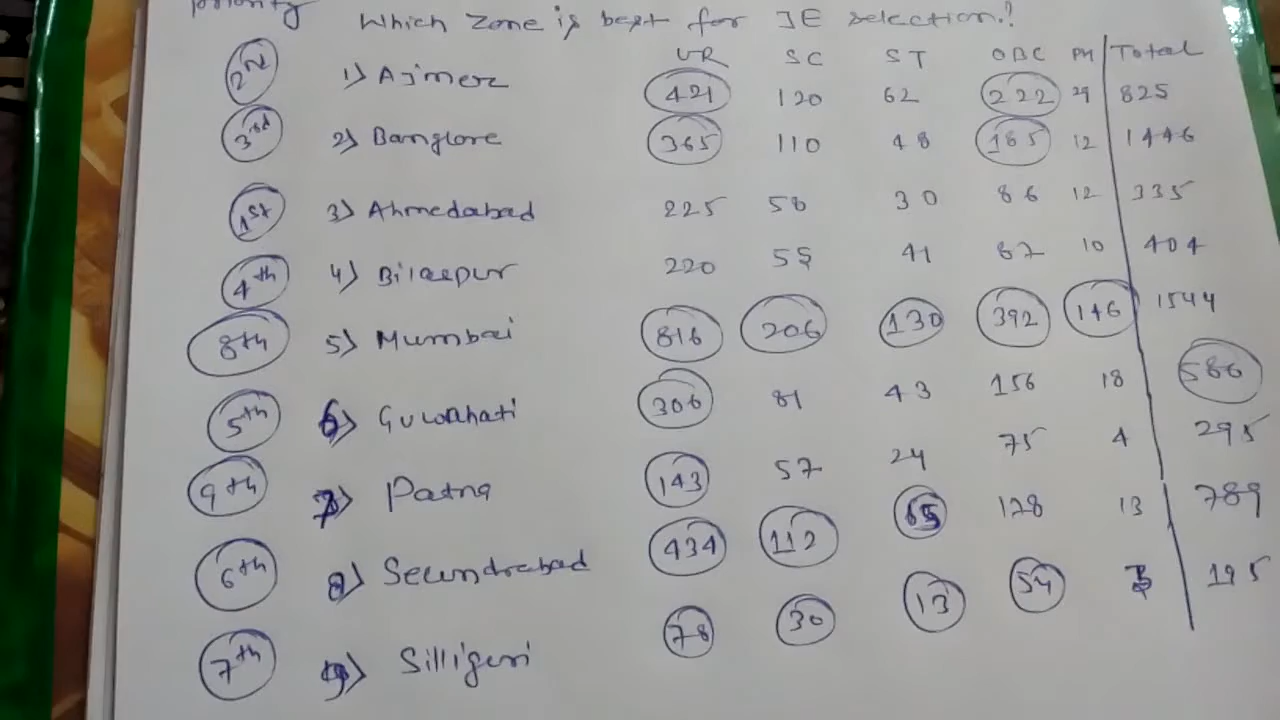 Priority Which zone is best for JE selection.?
UR SC ST OBC PH Total
2nd 1) Ajmer 421 120 62 222 29 825
3rd 2) Banglore 365 110 48 185 12 1446
1st 3) Ahmedabad 225 58 30 86 12 335
4th 4) Bilaspur 220 55 41 87 10 404
8th 5) Mumbai 816 206 130 392 146 1544
5th 6) Guwahati 306 81 43 156 18 586
9th 7) Patna 143 57 24 75 4 295
6th 8) Secundrabad 434 112 65 128 13 789
7th 9) Silliguri 78 30 13 54 195